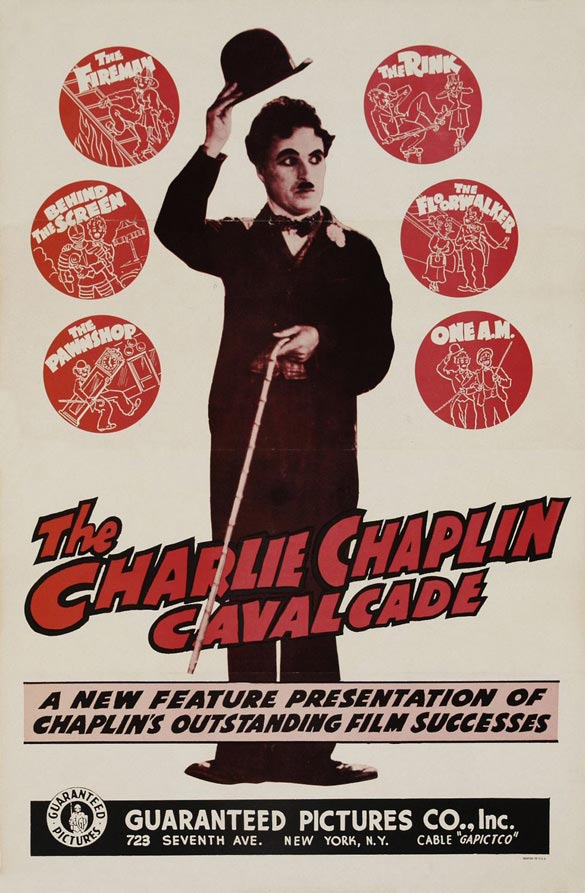 THE
FIREMAN
THE RINK
BEHIND
THE SCREEN
THE
FLOORWALKER
THE
PAWNSHOP
ONE A.M.
The
CHARLIE CHAPLIN
CAVALCADE
A NEW FEATURE PRESENTATION OF
CHAPLIN'S OUTSTANDING FILM SUCCESSES
GUARANTEED
PICTURES
GUARANTEED PICTURES CO., Inc.
723 SEVENTH AVE. NEW YORK, N.Y. CABLE "GAPICTCO"